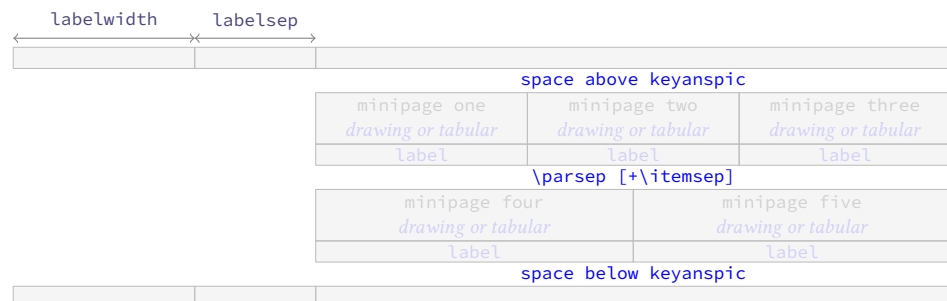 labelwidth labelsep
space above keyanspic
minipage one minipage two minipage three
drawing or tabular drawing or tabular drawing or tabular
label label label
\parsep [+\itemsep]
minipage four minipage five
drawing or tabular drawing or tabular
label label
space below keyanspic